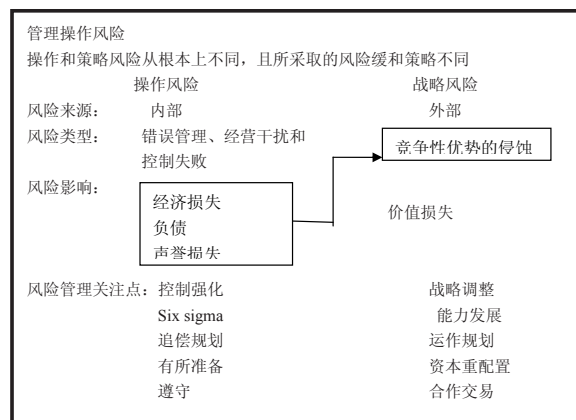 管理操作风险
操作和策略风险从根本上不同，且所采取的风险缓和策略不同
操作风险 战略风险
风险来源： 内部 外部
风险类型： 错误管理、经营干扰和 竞争性优势的侵蚀
控制失败
风险影响：
经济损失 价值损失
负债
声誉损失
风险管理关注点：控制强化 战略调整
Six sigma 能力发展
追偿规划 运作规划
有所准备 资本重配置
遵守 合作交易